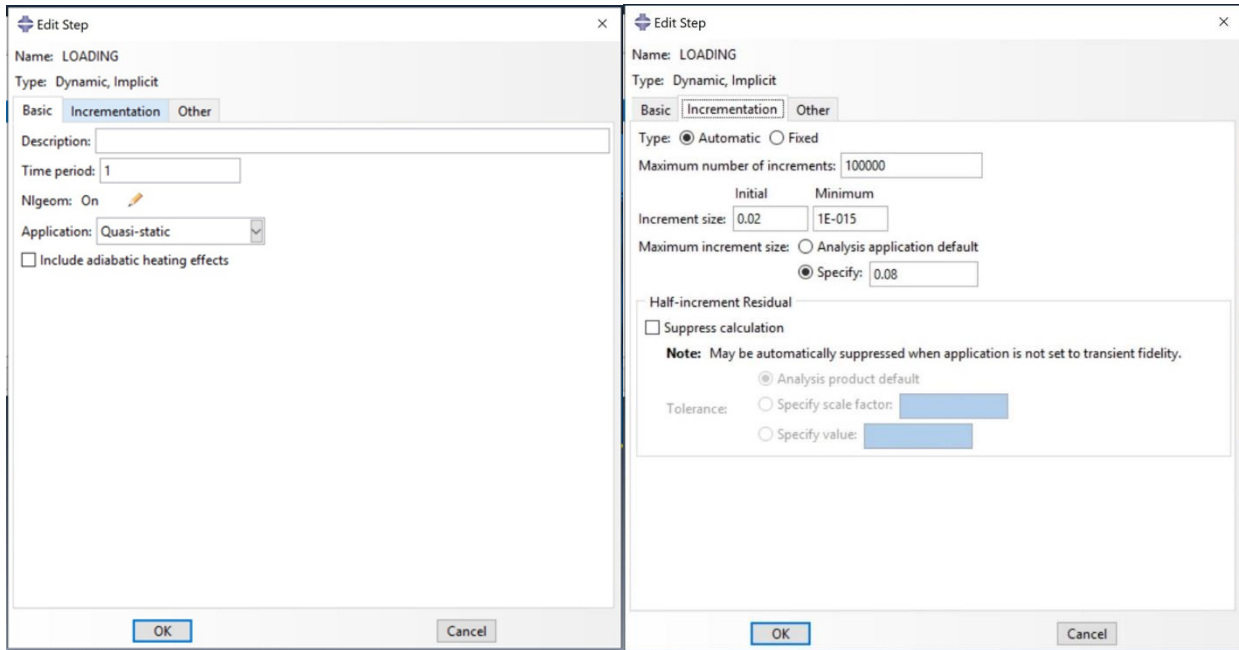 Edit Step
Name: LOADING
Type: Dynamic, Implicit
Basic Incrementation Other
Description:
Time period: 1
Nlgeom: On
Application: Quasi-static
Include adiabatic heating effects
OK Cancel
Edit Step
Name: LOADING
Type: Dynamic, Implicit
Basic Incrementation Other
Type: Automatic Fixed
Maximum number of increments: 100000
Initial Minimum
Increment size: 0.02 1E-015
Maximum increment size: Analysis application default
Specify: 0.08
Half-increment Residual
Suppress calculation
Note: May be automatically suppressed when application is not set to transient fidelity.
Analysis product default
Tolerance: Specify scale factor:
Specify value:
OK Cancel